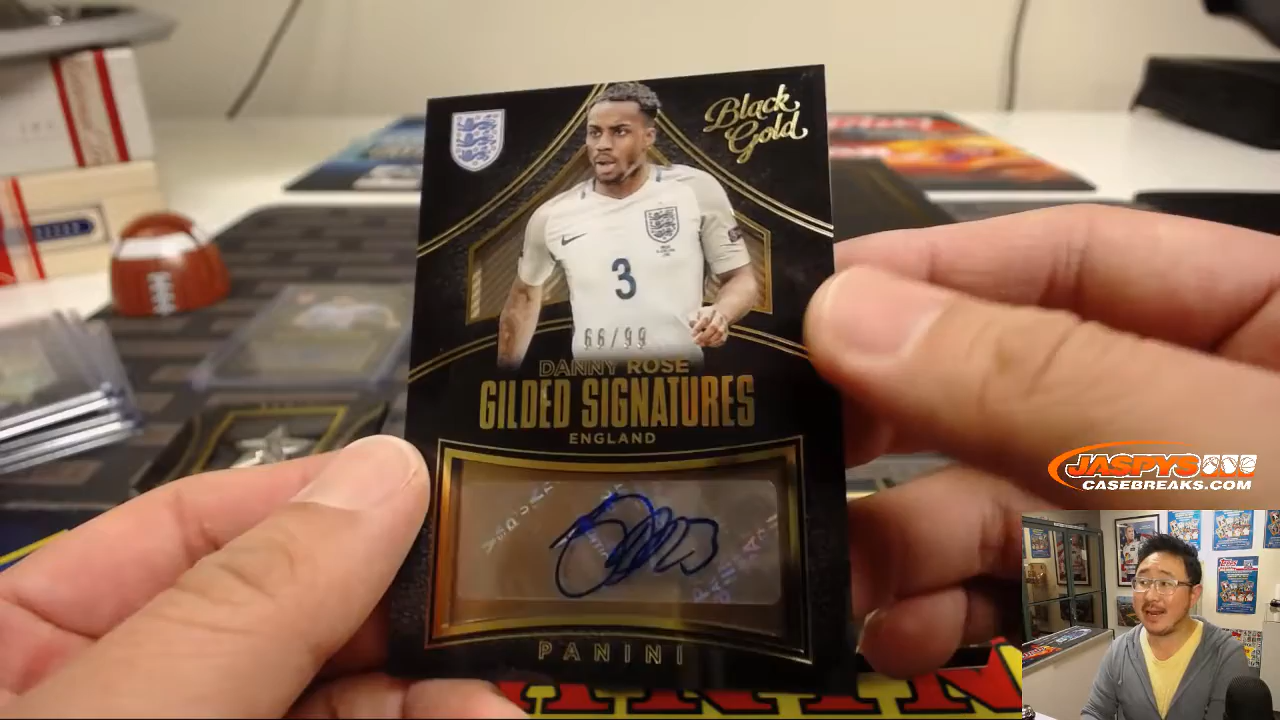 Black
Gold
3
66/99
DANNY ROSE
GILDED SIGNATURES
ENGLAND
PANINI
JASPYS
CASEBREAKS.COM